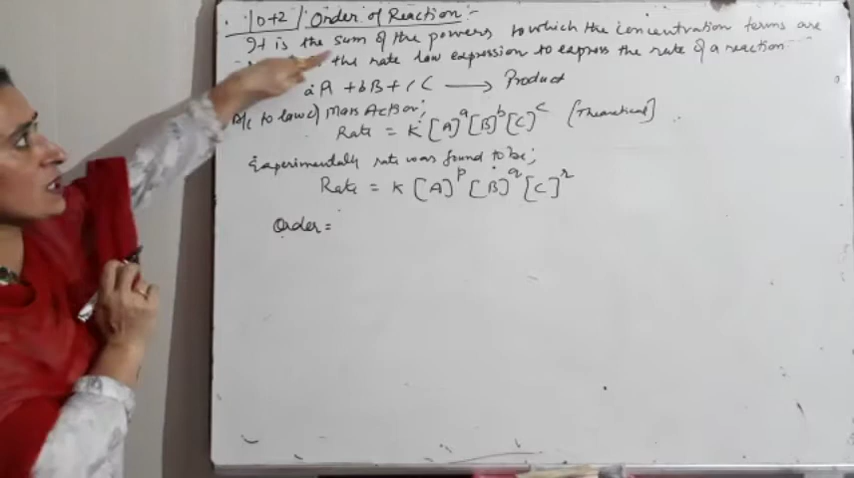 10+2 / Order of Reaction :-
It is the sum of the powers to which the concentration terms are
the rate law expression to express the rate of a reaction
aA + bB + cC ⟶ Product
A/c to law of Mass Action;
Rate = K [A]^a [B]^b [C]^c [Theoretical]
Experimentally rate was found to be;
Rate = K [A]^p [B]^q [C]^r
Order =